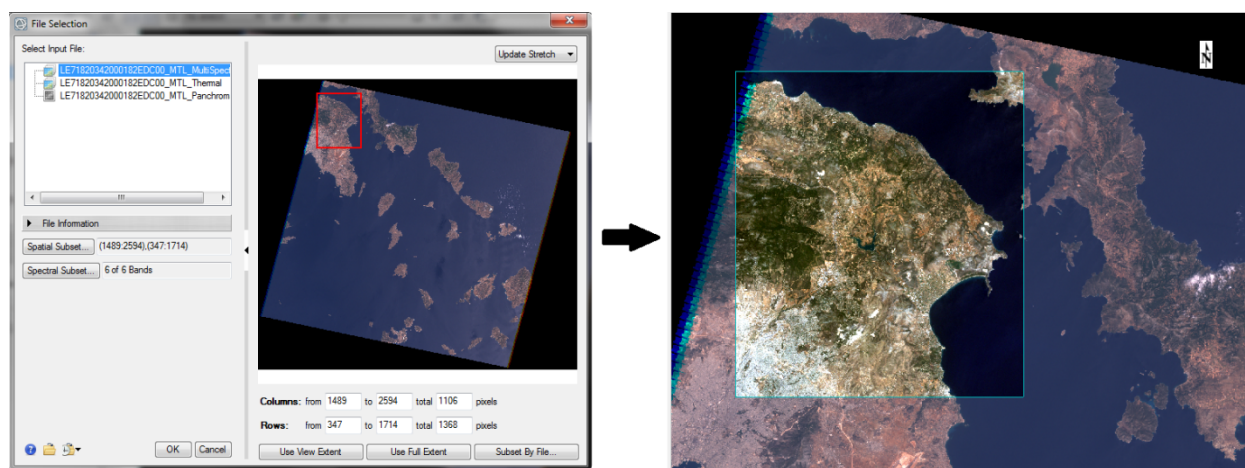 File Selection
Select Input File:
Update Stretch
LE71820342000182EDC00_MTL_MultiSpect
LE71820342000182EDC00_MTL_Thermal
LE71820342000182EDC00_MTL_Panchrom
File Information
Spatial Subset... (1489:2594),(347:1714)
Spectral Subset... 6 of 6 Bands
Columns: from 1489 to 2594 total 1106 pixels
Rows: from 347 to 1714 total 1368 pixels
OK Cancel
Use View Extent Use Full Extent Subset By File...
N